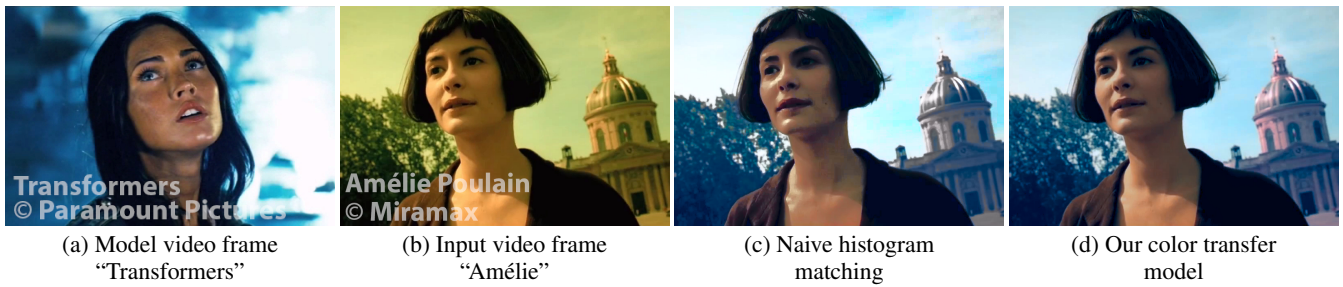 Transformers
© Paramount Pictures
Amélie Poulain
© Miramax
(a) Model video frame
“Transformers”
(b) Input video frame
“Amélie”
(c) Naive histogram
matching
(d) Our color transfer
model